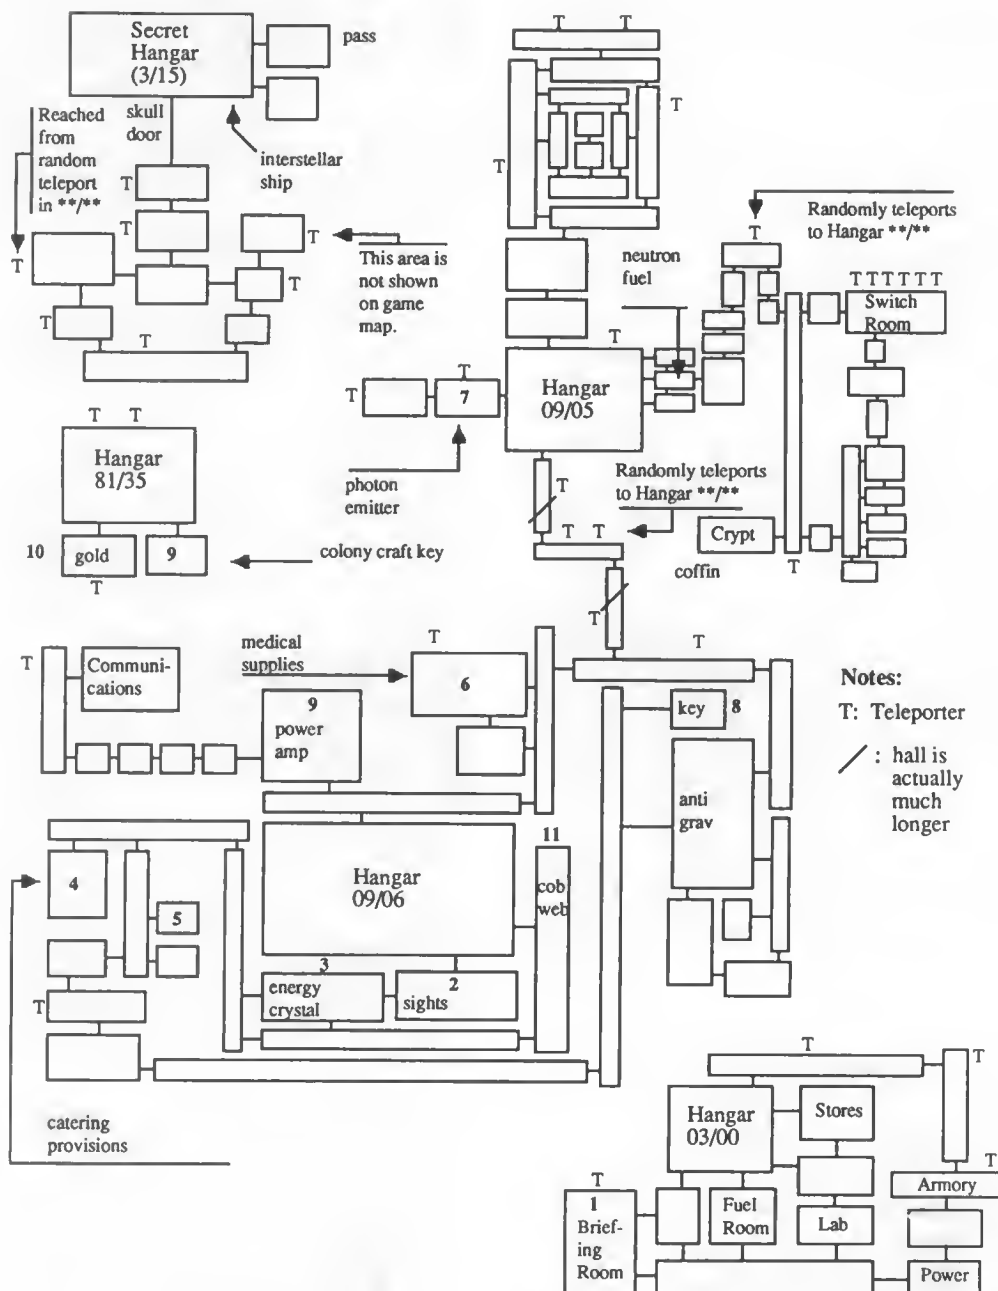 T T
Secret
Hangar
(3/15)
pass
Reached
from
random
teleport
in **/**
skull
door
interstellar
ship
T
T
T
T
T
T
T
T
T
This area is
not shown
on game
map.
T
T
Randomly teleports
to Hangar **/**
T
neutron
fuel
T T T T T T
Switch
Room
T
Hangar
09/05
T
T
7
photon
emitter
T T
Hangar
81/35
10
gold
9
T
colony craft key
T
Randomly teleports
to Hangar **/**
T T
Crypt
coffin
T
T
T
T
Communi-
cations
medical
supplies
T
6
9
power
amp
key
8
anti
grav
Notes:
T: Teleporter
/ : hall is
actually
much
longer
4
5
T
Hangar
09/06
11
cob
web
3
energy
crystal
2
sights
catering
provisions
T
T
Hangar
03/00
Stores
T
Armory
T
1
Brief-
ing
Room
Fuel
Room
Lab
Power